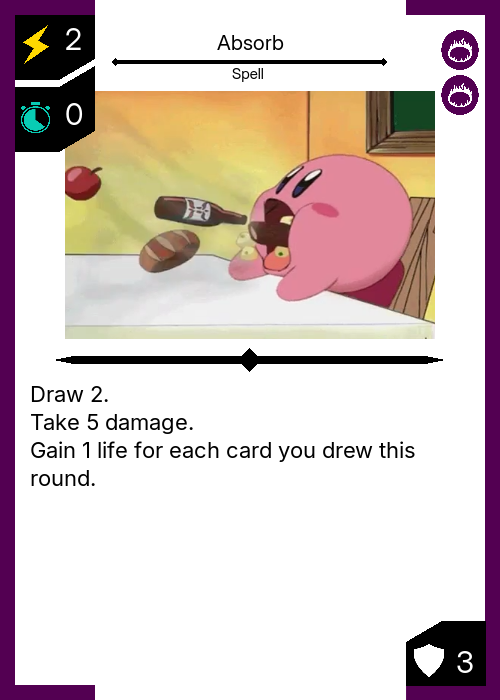 2
Absorb
Spell
0
Draw 2.
Take 5 damage.
Gain 1 life for each card you drew this
round.
3